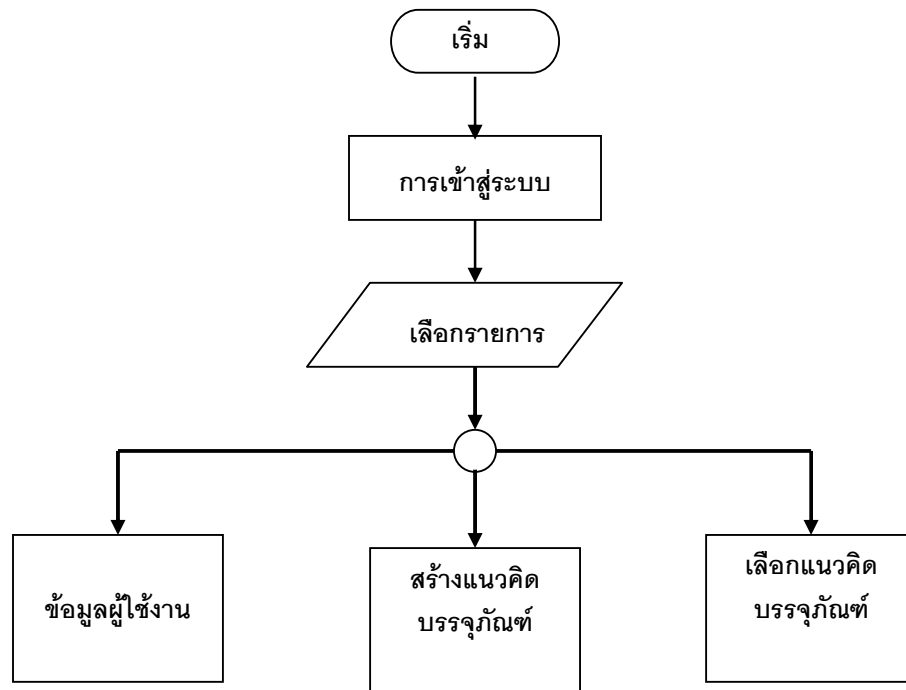 เริ่ม
การเข้าสู่ระบบ
เลือกรายการ
ข้อมูลผู้ใช้งาน
สร้างแนวคิด
บรรจุภัณฑ์
เลือกแนวคิด
บรรจุภัณฑ์